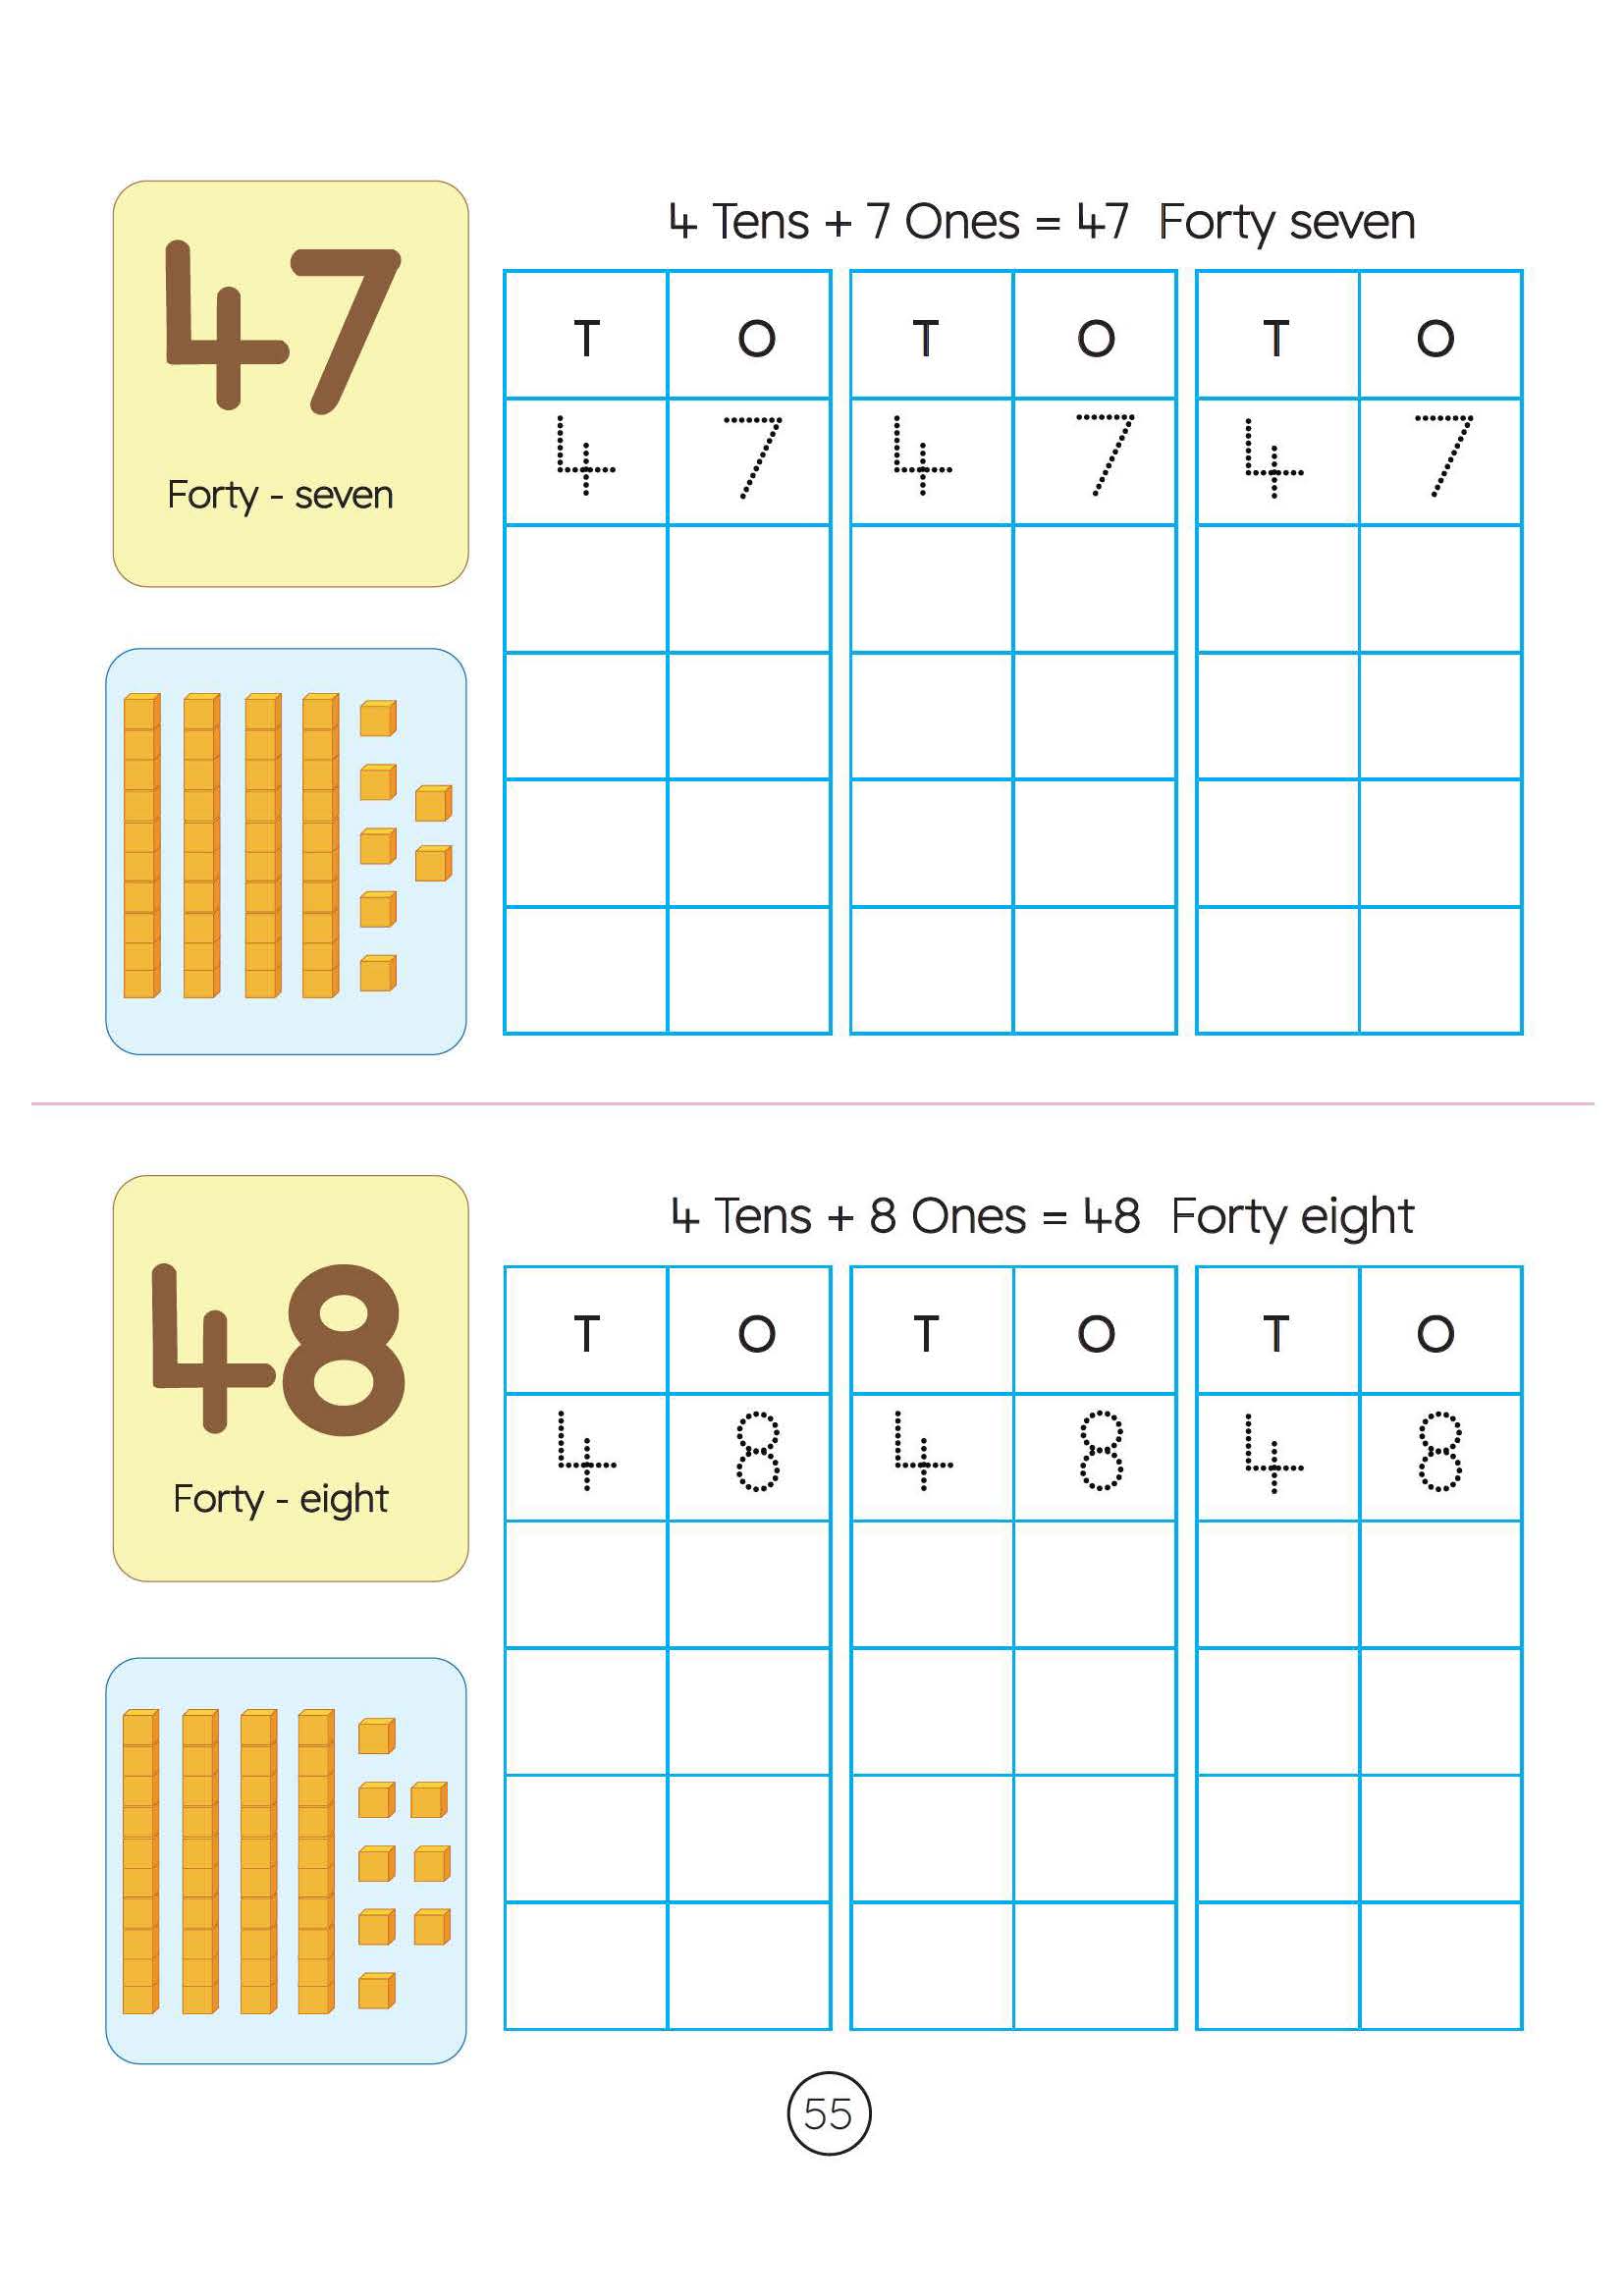 47
Forty - seven
4 Tens + 7 Ones = 47 Forty seven
T O T O T O
4 7 4 7 4 7
48
Forty - eight
4 Tens + 8 Ones = 48 Forty eight
T O T O T O
4 8 4 8 4 8
55